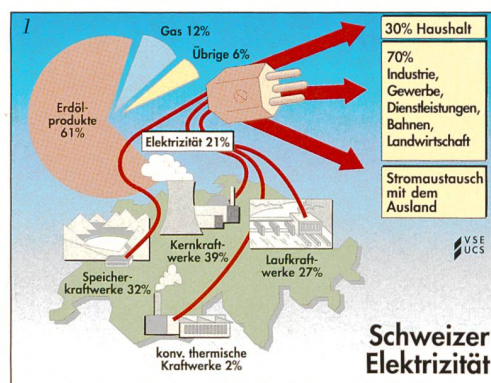 1
Gas 12%
Übrige 6%
Erdöl-
produkte
61%
Elektrizität 21%
30% Haushalt
70%
Industrie,
Gewerbe,
Dienstleistungen,
Bahnen,
Landwirtschaft
Stromaustausch
mit dem
Ausland
VSE
UCS
Kernkraft-
werke 39%
Laufkraft-
werke 27%
Speicher-
kraftwerke 32%
konv. thermische
Kraftwerke 2%
Schweizer
Elektrizität